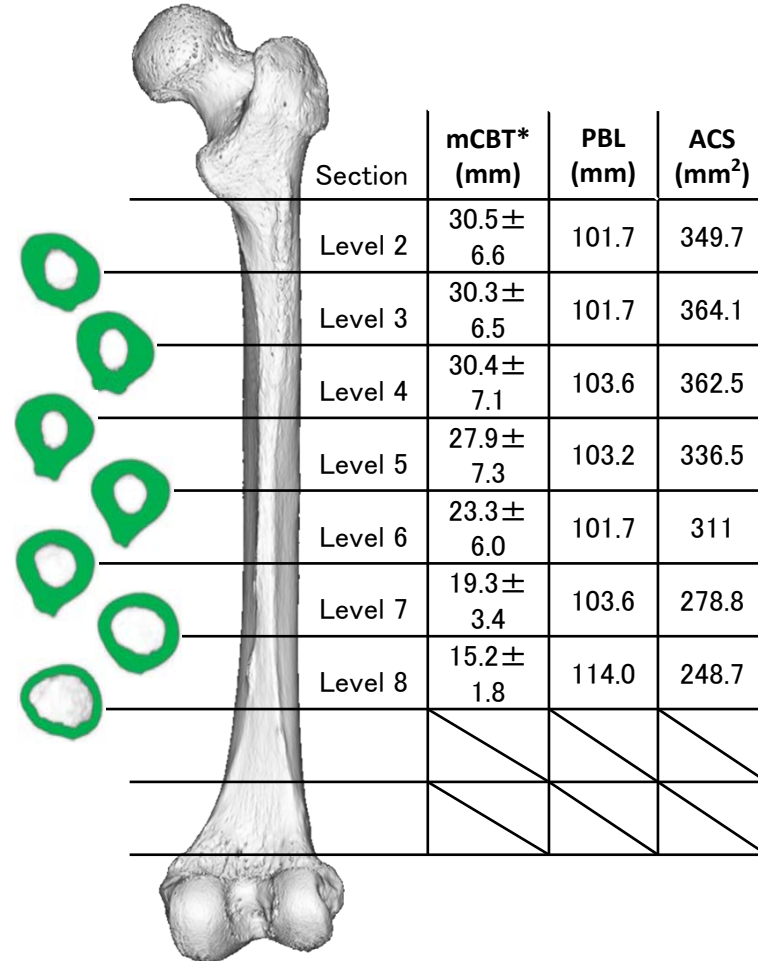 Section mCBT* (mm) PBL (mm) ACS (mm²)
Level 2 30.5± 6.6 101.7 349.7
Level 3 30.3± 6.5 101.7 364.1
Level 4 30.4± 7.1 103.6 362.5
Level 5 27.9± 7.3 103.2 336.5
Level 6 23.3± 6.0 101.7 311
Level 7 19.3± 3.4 103.6 278.8
Level 8 15.2± 1.8 114.0 248.7